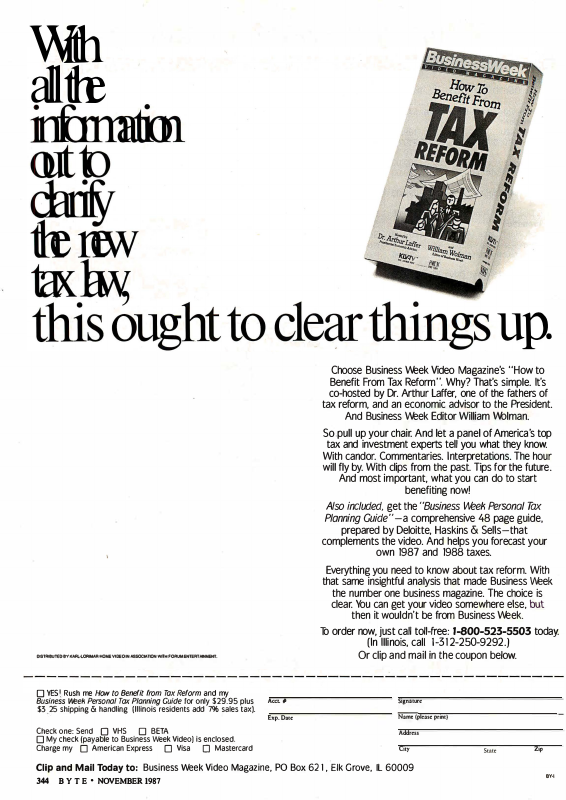 With
all the
information
out to
clarify
the new
tax law,
this ought to clear things up.
BusinessWeek
VIDEO MAGAZINE
How To
Benefit From
TAX
REFORM
Hosted by
Dr. Arthur Laffer
and
William Wolman
How To
Benefit From
TAX REFORM
Choose Business Week Video Magazine's "How to
Benefit From Tax Reform". Why? That's simple. It's
co-hosted by Dr. Arthur Laffer, one of the fathers of
tax reform, and an economic advisor to the President.
And Business Week Editor William Wolman.
So pull up your chair. And let a panel of America's top
tax and investment experts tell you what they know.
With candor. Commentaries. Interpretations. The hour
will fly by. With clips from the past. Tips for the future.
And most important, what you can do to start
benefiting now!
Also included, get the "Business Week Personal Tax
Planning Guide"—a comprehensive 48 page guide,
prepared by Deloitte, Haskins & Sells—that
complements the video. And helps you forecast your
own 1987 and 1988 taxes.
Everything you need to know about tax reform. With
that same insightful analysis that made Business Week
the number one business magazine. The choice is
clear. You can get your video somewhere else, but
then it wouldn't be from Business Week.
To order now, just call toll-free: 1-800-523-5503 today.
(In Illinois, call 1-312-250-9292.)
Or clip and mail in the coupon below.
DISTRIBUTED BY KARL-LORIMAR HOME VIDEO IN ASSOCIATION WITH FORUM ENTERTAINMENT.
YES! Rush me How to Benefit from Tax Reform and my
Business Week Personal Tax Planning Guide for only $29.95 plus
$3.25 shipping & handling (Illinois residents add 7% sales tax).
Check one: Send VHS BETA
My check (payable to Business Week Video) is enclosed.
Charge my American Express Visa Mastercard
Acct. #
Exp. Date
Signature
Name (please print)
Address
City State Zip
Clip and Mail Today to: Business Week Video Magazine, PO Box 621, Elk Grove, IL 60009
344 BYTE • NOVEMBER 1987